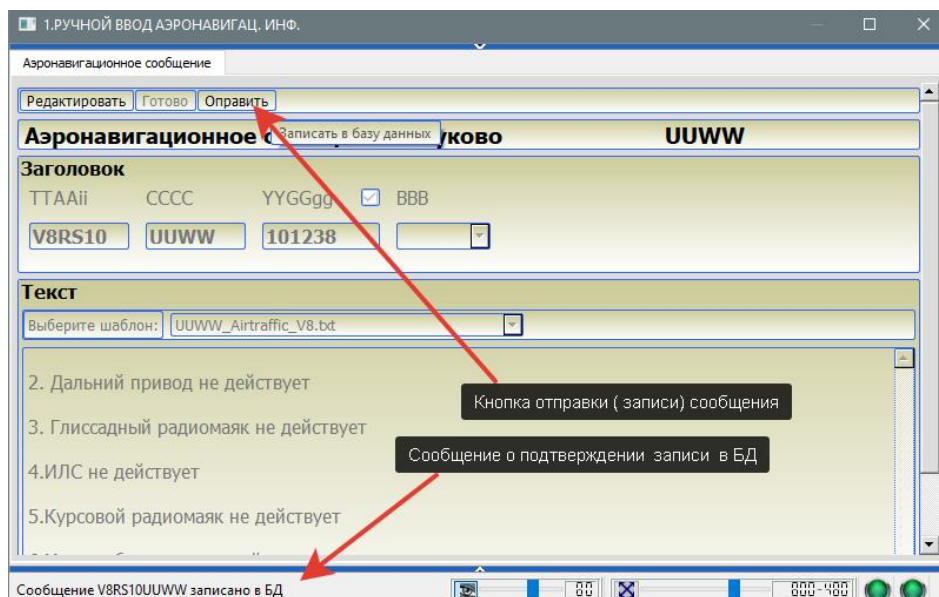 1.РУЧНОЙ ВВОД АЭРОНАВИГАЦ. ИНФ.
Аэронавигационное сообщение
Редактировать Готово Оправить
Записать в базу данных
Аэронавигационное уково UUWW
Заголовок
TTAAii CCCC YYGGgg BBB
V8RS10 UUWW 101238
Текст
Выберите шаблон: UUWW_Airtraffic_V8.txt
2. Дальний привод не действует
Кнопка отправки ( записи) сообщения
3. Глиссадный радиомаяк не действует
Сообщение о подтверждении записи в БД
4.ИЛС не действует
5.Курсовой радиомаяк не действует
Сообщение V8RS10UUWW записано в БД 00 800-400